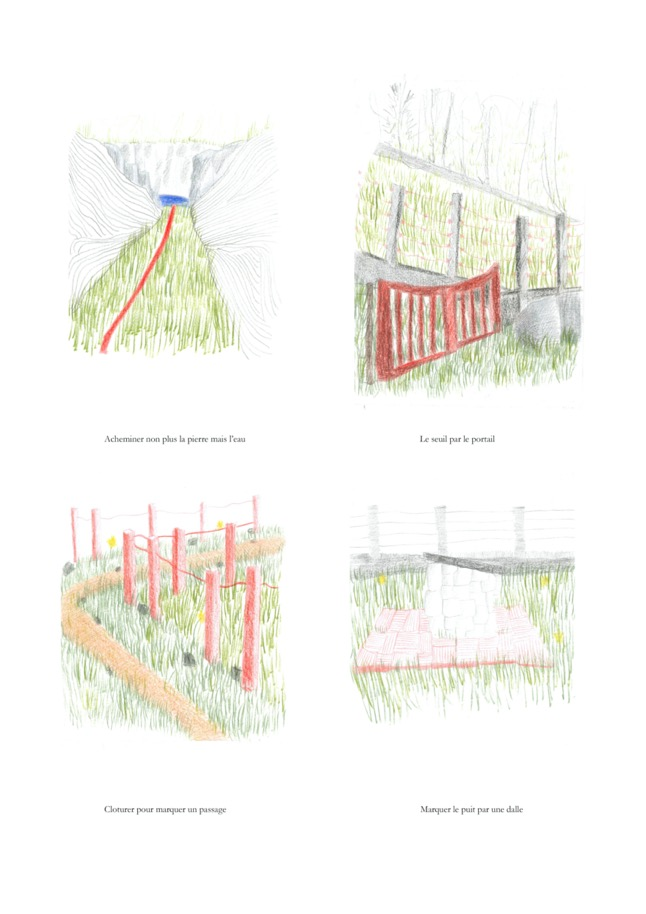 Acheminer non plus la pierre mais l'eau
Le seuil par le portail
Cloturer pour marquer un passage
Marquer le puit par une dalle